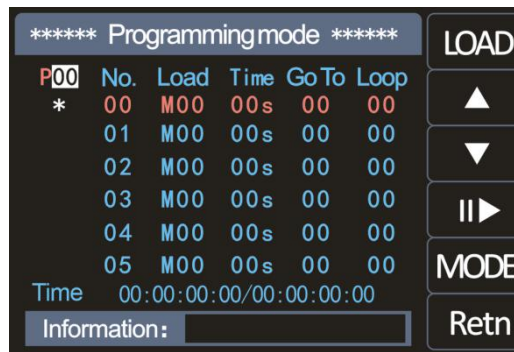 ****** Programming mode ******
P00 No. Load Time Go To Loop
* 00 M00 00s 00 00
01 M00 00s 00 00
02 M00 00s 00 00
03 M00 00s 00 00
04 M00 00s 00 00
05 M00 00s 00 00
Time 00:00:00:00/00:00:00:00
Information:
LOAD
MODE
Retn